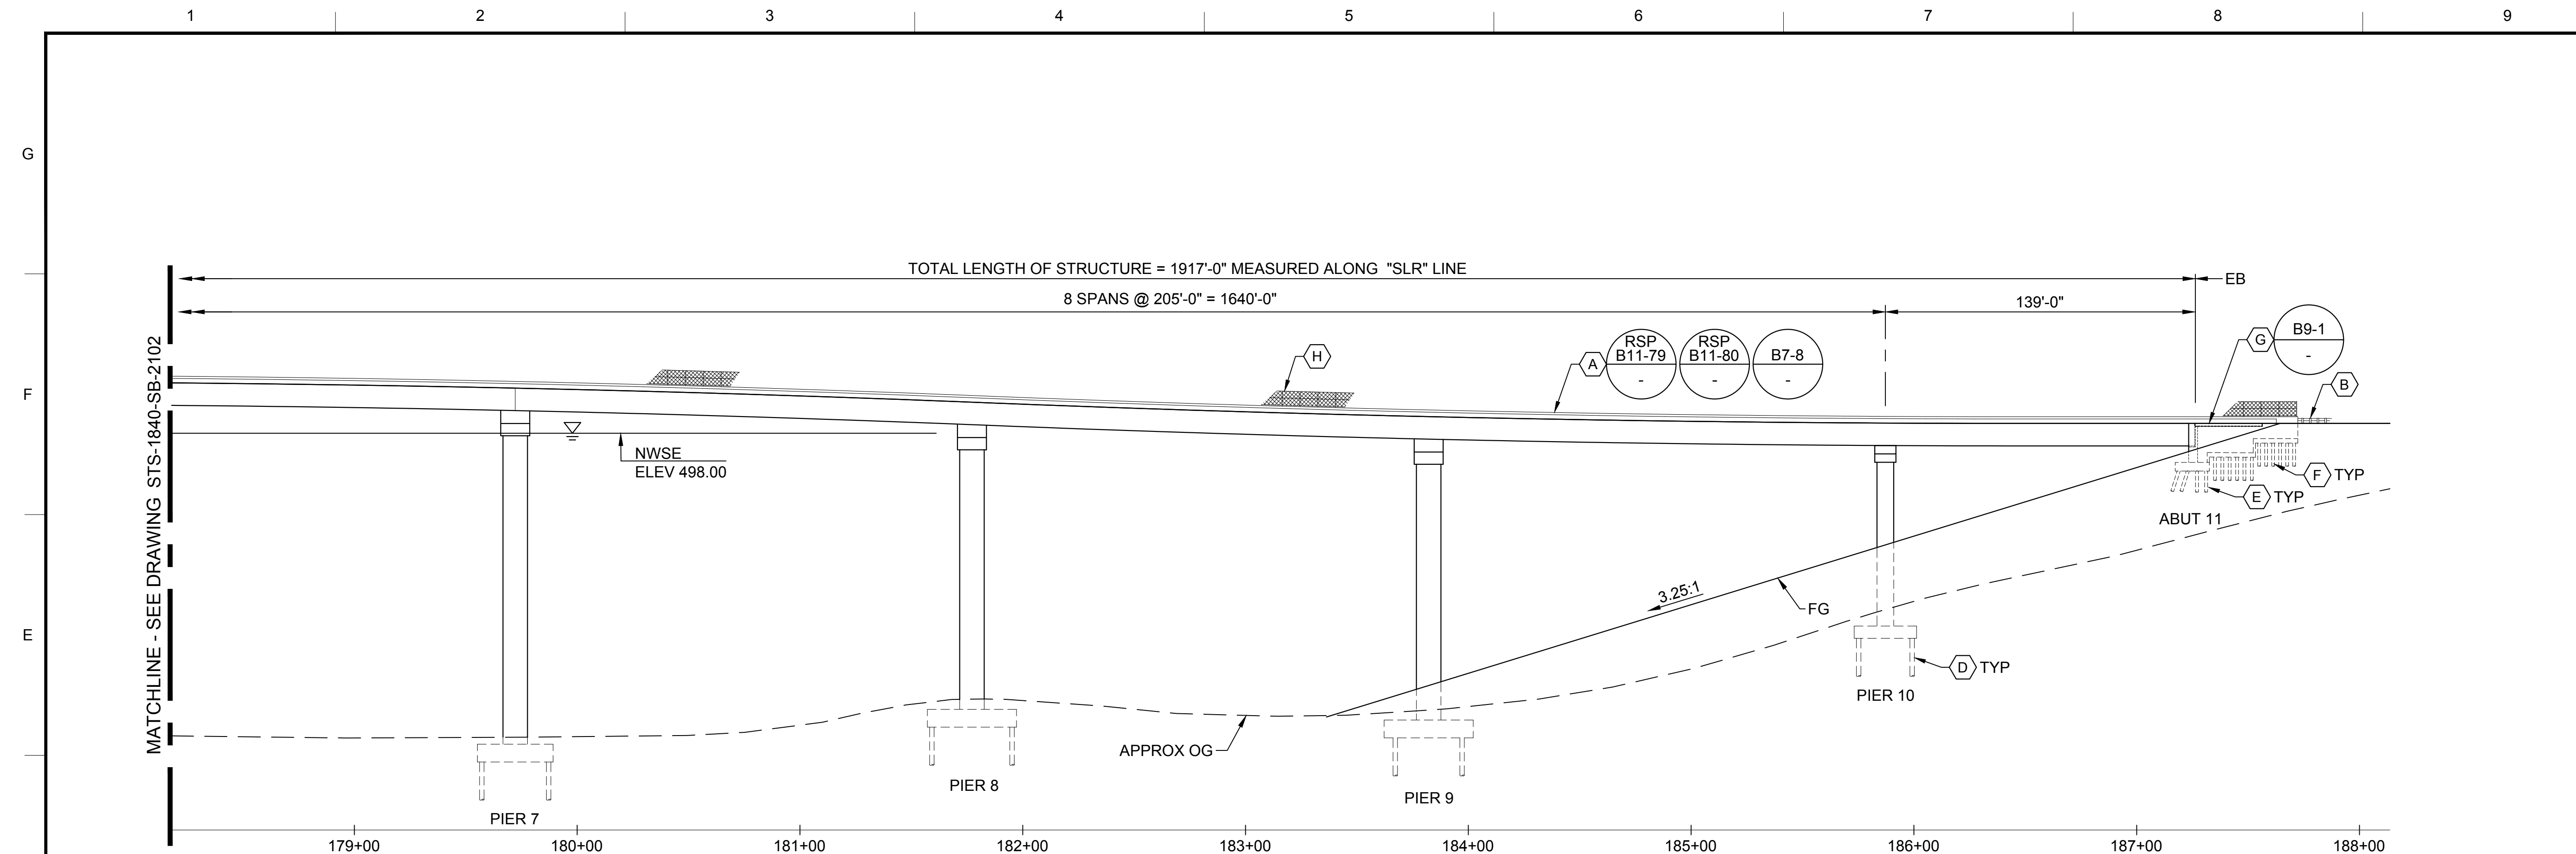 1 2 3 4 5 6 7 8 9
G
TOTAL LENGTH OF STRUCTURE = 1917'-0" MEASURED ALONG "SLR" LINE
EB
8 SPANS @ 205'-0" = 1640'-0"
139'-0"
H
A
RSP
B11-79
-
RSP
B11-80
-
B7-8
-
G
B9-1
-
B
F
MATCHLINE - SEE DRAWING STS-1840-SB-2102
NWSE
ELEV 498.00
F TYP
E TYP
ABUT 11
3.25:1
FG
E
D TYP
PIER 10
APPROX OG
PIER 8
PIER 9
PIER 7
179+00 180+00 181+00 182+00 183+00 184+00 185+00 186+00 187+00 188+00